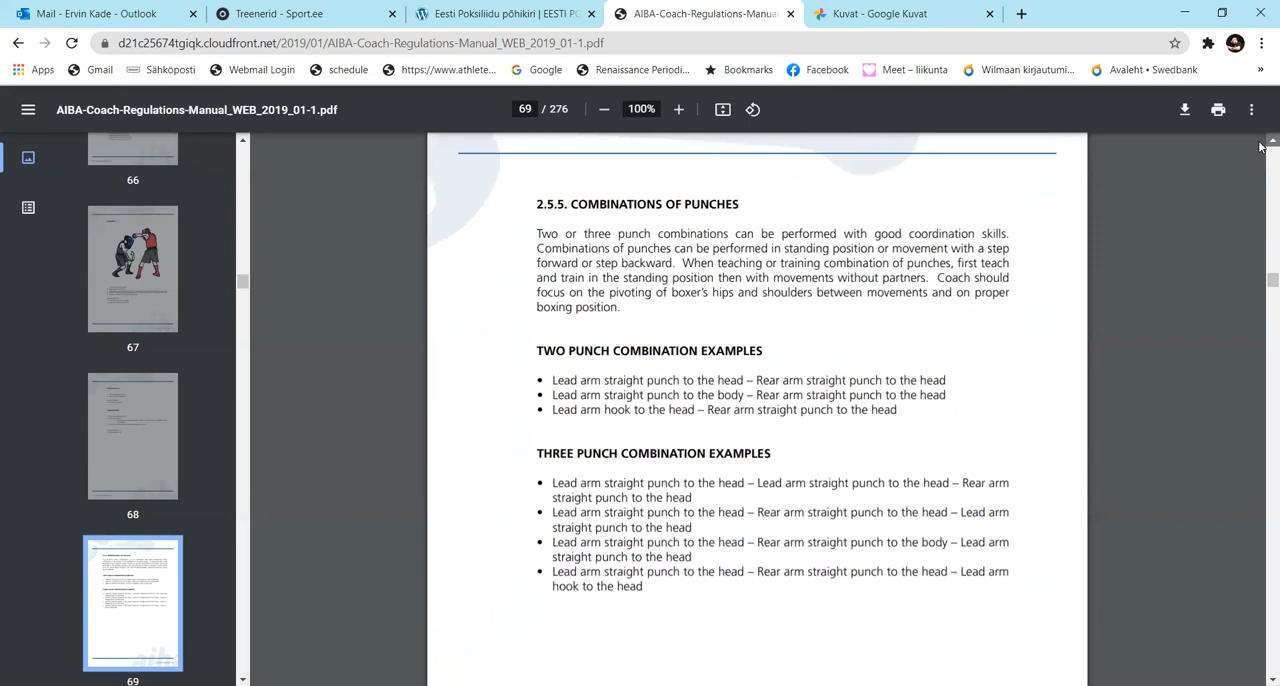 Mail - Ervin Kade - Outlook
Treenerid - Sport.ee
Eesti Poksiliidu põhikiri | EESTI PO
AIBA-Coach-Regulations-Manual
Kuvat - Google Kuvat
d21c25674tgiqk.cloudfront.net/2019/01/AIBA-Coach-Regulations-Manual_WEB_2019_01-1.pdf
Apps
Gmail
Sähköposti
Webmail Login
schedule
https://www.athlete...
Google
Renaissance Periodi...
Bookmarks
Facebook
Meet – liikunta
Wilmaan kirjautumi...
Avaleht • Swedbank
»
AIBA-Coach-Regulations-Manual_WEB_2019_01-1.pdf
69 / 276
100%
66
67
68
69
2.5.5. COMBINATIONS OF PUNCHES
Two or three punch combinations can be performed with good coordination skills.
Combinations of punches can be performed in standing position or movement with a step
forward or step backward. When teaching or training combination of punches, first teach
and train in the standing position then with movements without partners. Coach should
focus on the pivoting of boxer's hips and shoulders between movements and on proper
boxing position.
TWO PUNCH COMBINATION EXAMPLES
• Lead arm straight punch to the head – Rear arm straight punch to the head
• Lead arm straight punch to the body – Rear arm straight punch to the head
• Lead arm hook to the head – Rear arm straight punch to the head
THREE PUNCH COMBINATION EXAMPLES
• Lead arm straight punch to the head – Lead arm straight punch to the head – Rear arm
straight punch to the head
• Lead arm straight punch to the head – Rear arm straight punch to the head – Lead arm
straight punch to the head
• Lead arm straight punch to the head – Rear arm straight punch to the body – Lead arm
straight punch to the head
• Lead arm straight punch to the head – Rear arm straight punch to the head – Lead arm
hook to the head